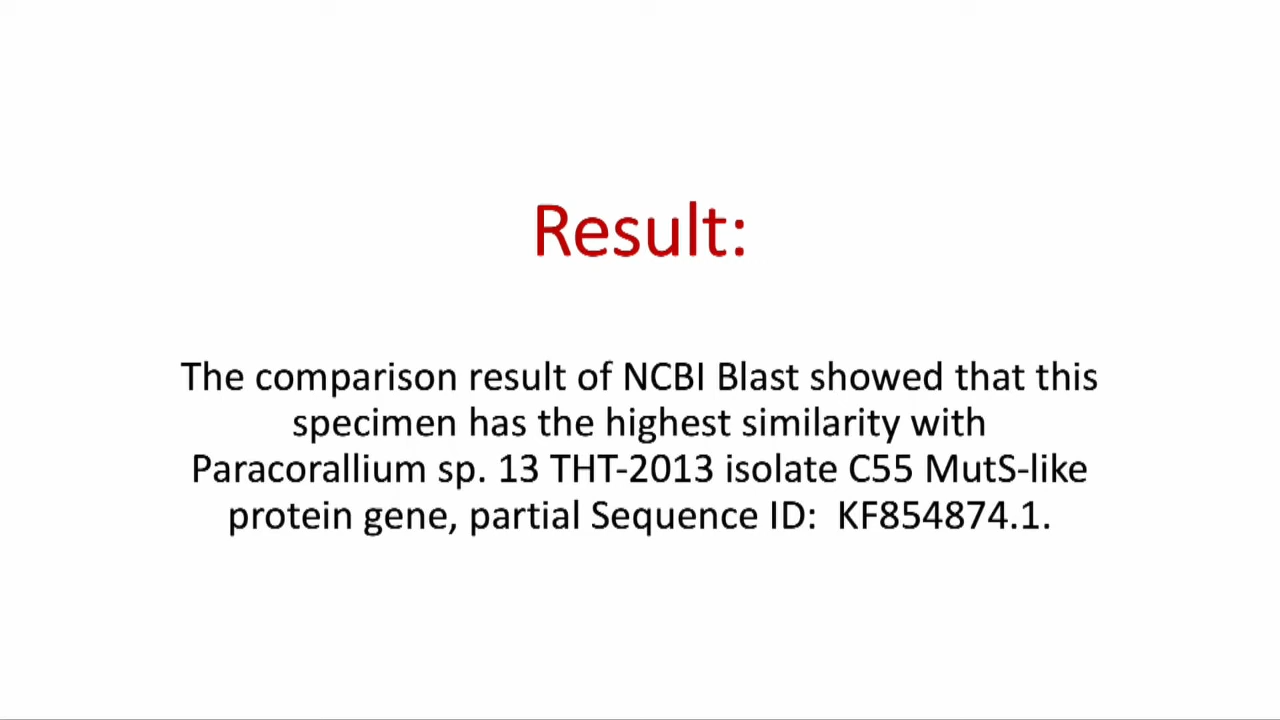 Result:
The comparison result of NCBI Blast showed that this
specimen has the highest similarity with
Paracorallium sp. 13 THT-2013 isolate C55 MutS-like
protein gene, partial Sequence ID:  KF854874.1.